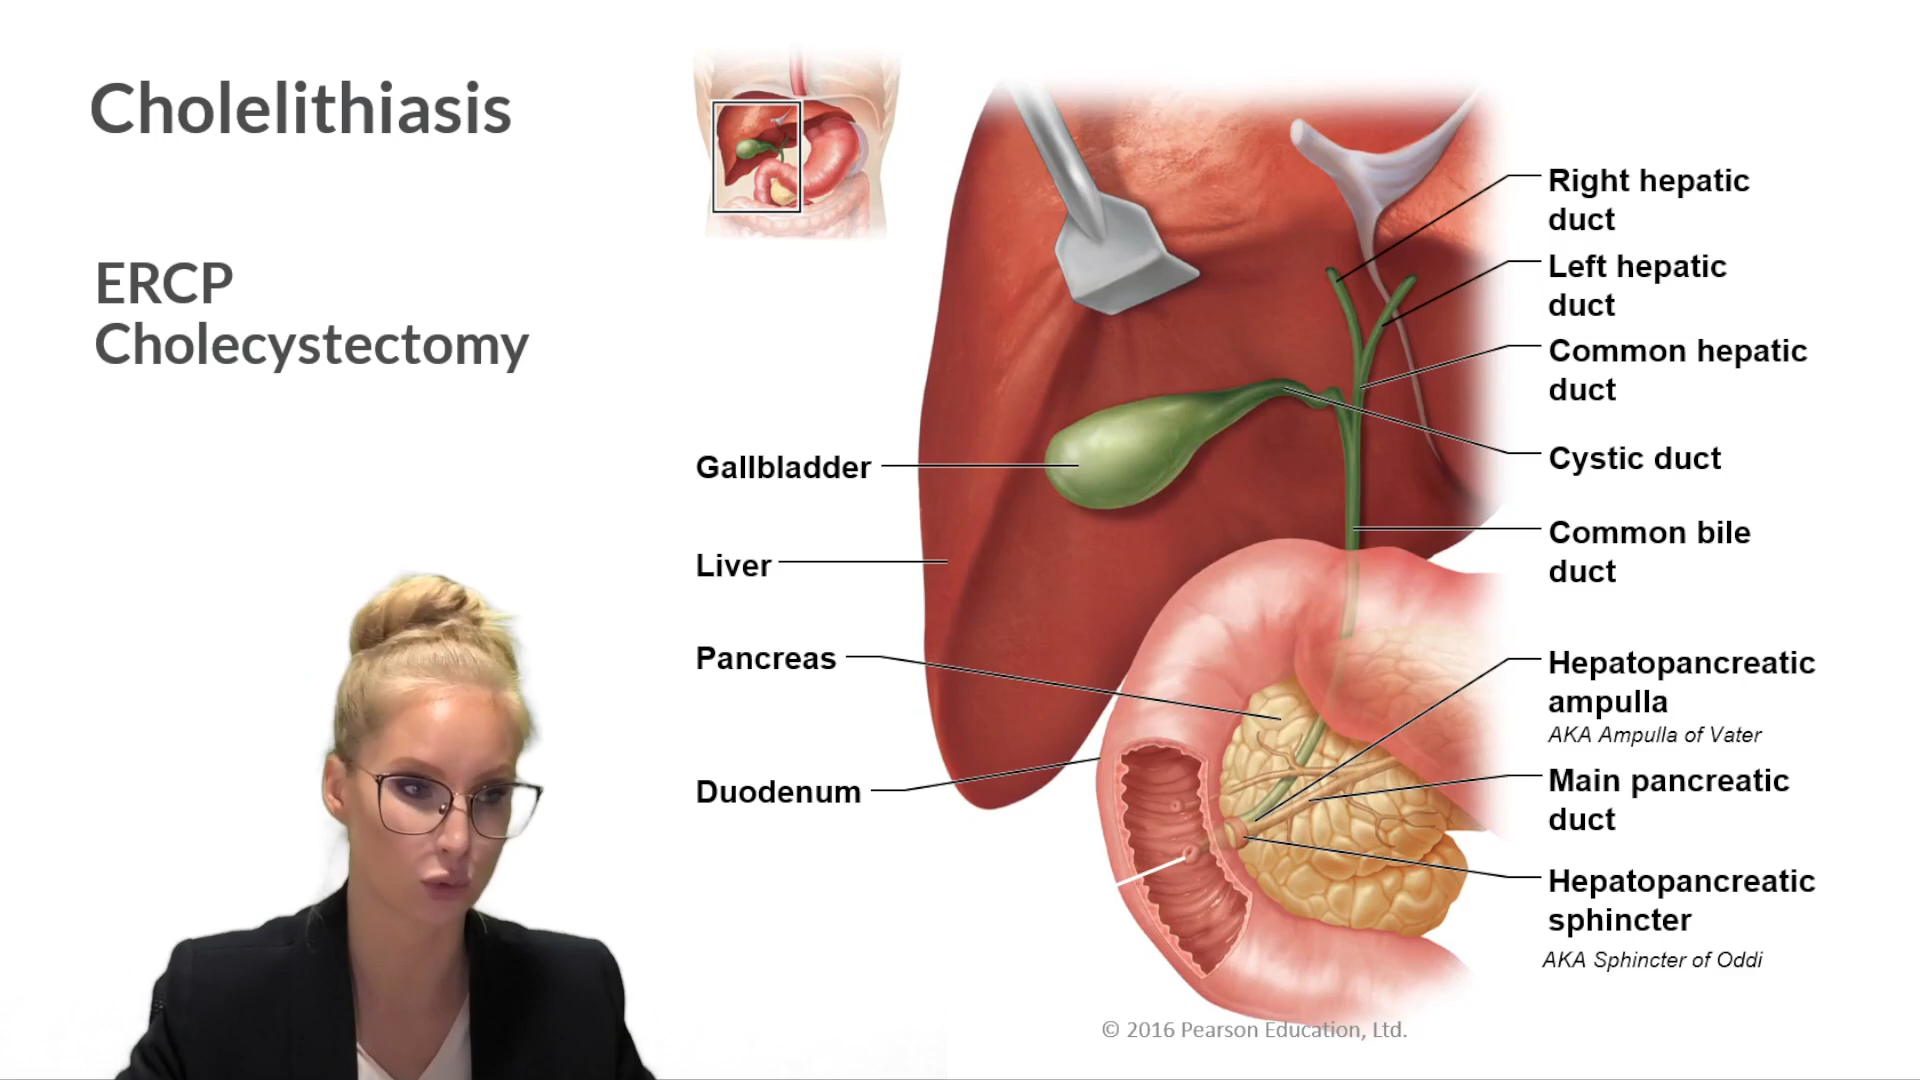 Cholelithiasis
ERCP
Cholecystectomy
Gallbladder
Liver
Pancreas
Duodenum
Right hepatic
duct
Left hepatic
duct
Common hepatic
duct
Cystic duct
Common bile
duct
Hepatopancreatic
ampulla
AKA Ampulla of Vater
Main pancreatic
duct
Hepatopancreatic
sphincter
AKA Sphincter of Oddi
© 2016 Pearson Education, Ltd.